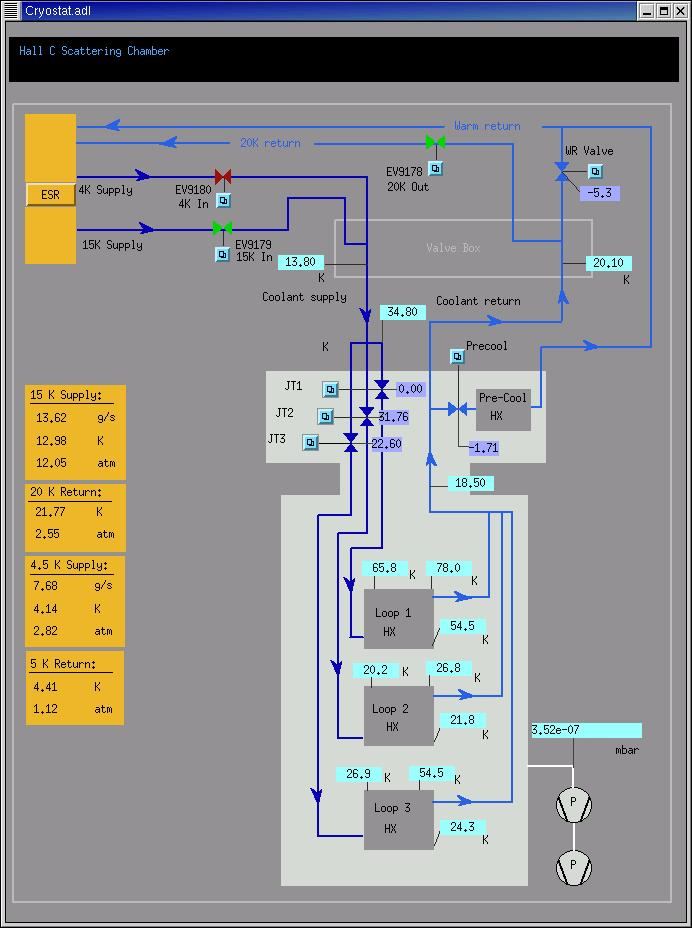 Cryostat.adl
Hall C Scattering Chamber
Warm return
20K return
WR Valve
EV9178
20K Out
-5.3
ESR
4K Supply
EV9180
4K In
15K Supply
EV9179
15K In
Valve Box
13.80
K
20.10
K
Coolant supply
Coolant return
34.80
K
Precool
JT1
0.00
Pre-Cool
HX
JT2
31.76
JT3
22.60
-1.71
18.50
15 K Supply:
13.62 g/s
12.98 K
12.05 atm
20 K Return:
21.77 K
2.55 atm
4.5 K Supply:
7.68 g/s
4.14 K
2.82 atm
5 K Return:
4.41 K
1.12 atm
65.8 K
78.0 K
Loop 1
HX
54.5 K
20.2 K
26.8 K
Loop 2
HX
21.8 K
3.52e-07
mbar
26.9 K
54.5 K
Loop 3
HX
24.3 K
P
P